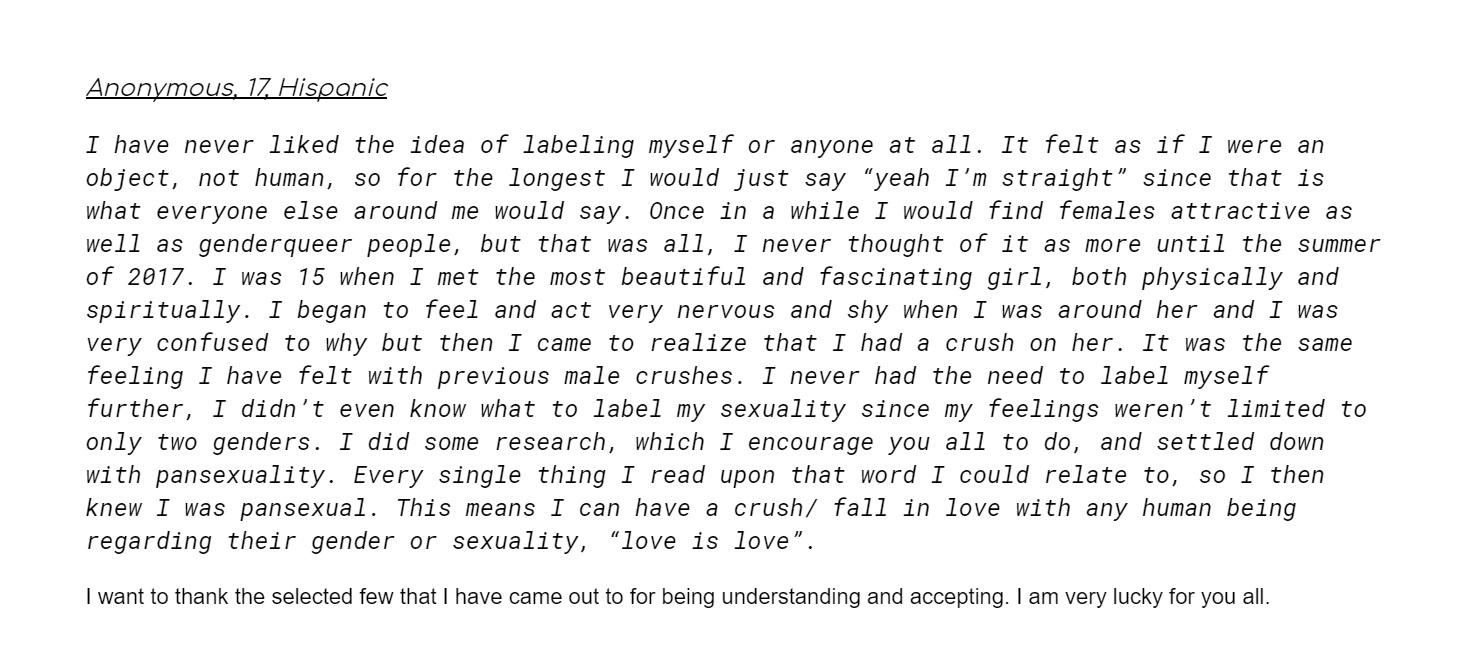 Anonymous, 17, Hispanic
I have never liked the idea of labeling myself or anyone at all. It felt as if I were an
object, not human, so for the longest I would just say “yeah I’m straight” since that is
what everyone else around me would say. Once in a while I would find females attractive as
well as genderqueer people, but that was all, I never thought of it as more until the summer
of 2017. I was 15 when I met the most beautiful and fascinating girl, both physically and
spiritually. I began to feel and act very nervous and shy when I was around her and I was
very confused to why but then I came to realize that I had a crush on her. It was the same
feeling I have felt with previous male crushes. I never had the need to label myself
further, I didn’t even know what to label my sexuality since my feelings weren’t limited to
only two genders. I did some research, which I encourage you all to do, and settled down
with pansexuality. Every single thing I read upon that word I could relate to, so I then
knew I was pansexual. This means I can have a crush/ fall in love with any human being
regarding their gender or sexuality, “love is love”.
I want to thank the selected few that I have came out to for being understanding and accepting. I am very lucky for you all.